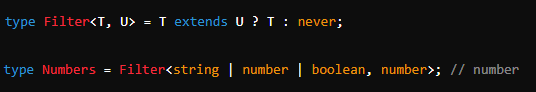 type Filter<T, U> = T extends U ? T : never;
type Numbers = Filter<string | number | boolean, number>; // number